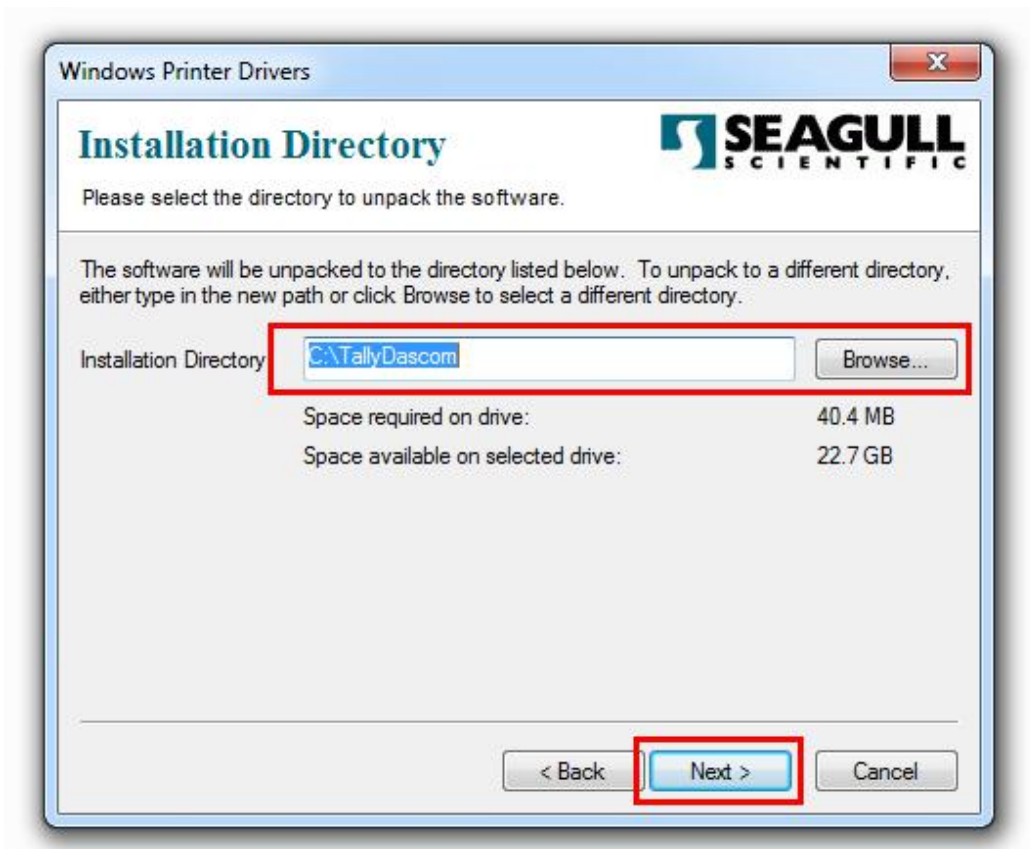 Windows Printer Drivers
Installation Directory
SEAGULL
SCIENTIFIC
Please select the directory to unpack the software.
The software will be unpacked to the directory listed below. To unpack to a different directory,
either type in the new path or click Browse to select a different directory.
Installation Directory C:\TallyDascom Browse...
Space required on drive: 40.4 MB
Space available on selected drive: 22.7 GB
< Back Next > Cancel